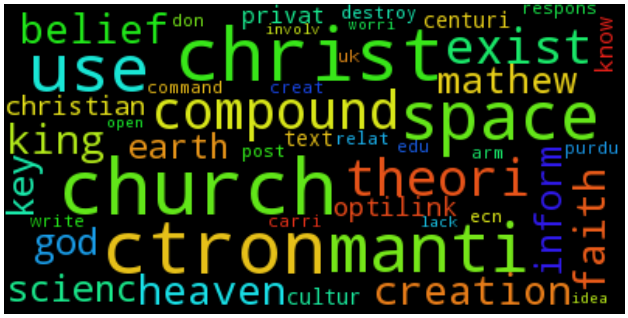 respons
privat destroy
belief don centuri
involv worri
christ exist know
use uk
command creat mathew
christian compound space
open
king text relat
earth post edu arm purdu
key church theori inform faith
optilink
write carri lack ecn
god ctron manti
scienc heaven cultur creation idea